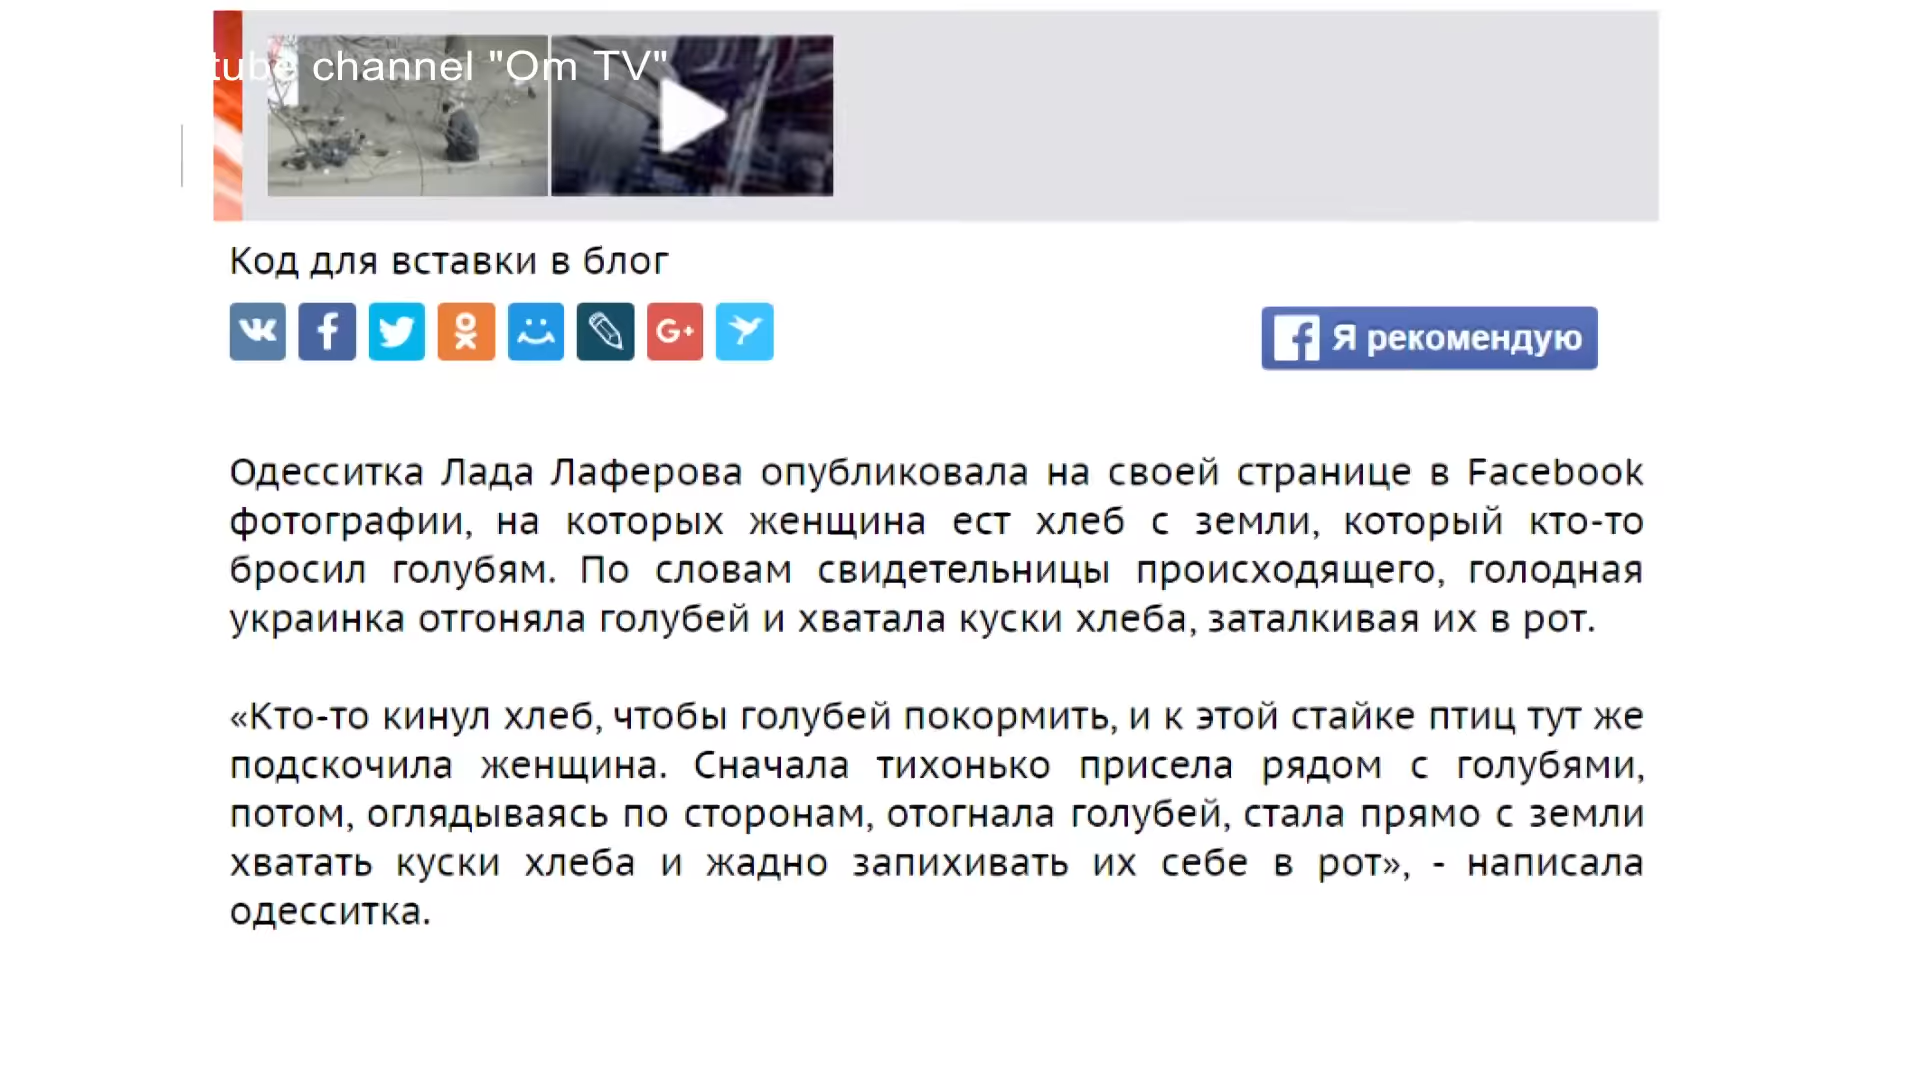 tube channel "Om TV"
Код для вставки в блог
G+
Я рекомендую
Одесситка Лада Лаферова опубликовала на своей странице в Facebook
фотографии, на которых женщина ест хлеб с земли, который кто-то
бросил голубям. По словам свидетельницы происходящего, голодная
украинка отгоняла голубей и хватала куски хлеба, заталкивая их в рот.
«Кто-то кинул хлеб, чтобы голубей покормить, и к этой стайке птиц тут же
подскочила женщина. Сначала тихонько присела рядом с голубями,
потом, оглядываясь по сторонам, отогнала голубей, стала прямо с земли
хватать куски хлеба и жадно запихивать их себе в рот», - написала
одесситка.